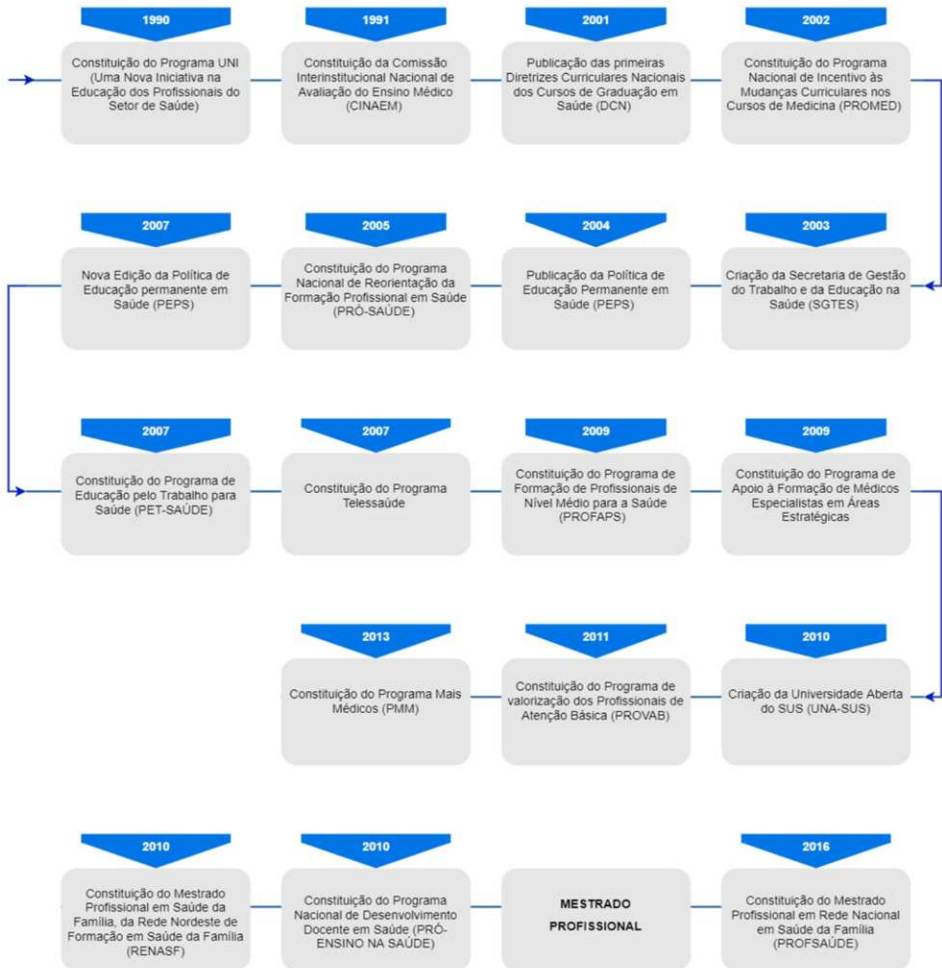 1990
Constituição do Programa UNI
(Uma Nova Iniciativa na
Educação dos Profissionais do
Setor de Saúde)
1991
Constituição da Comissão
Interinstitucional Nacional de
Avaliação do Ensino Médico
(CINAEM)
2001
Publicação das primeiras
Diretrizes Curriculares Nacionais
dos Cursos de Graduação em
Saúde (DCN)
2002
Constituição do Programa
Nacional de Incentivo às
Mudanças Curriculares nos
Cursos de Medicina (PROMED)
2003
Criação da Secretaria de Gestão
do Trabalho e da Educação na
Saúde (SGTES)
2004
Publicação da Política de
Educação Permanente em
Saúde (PEPS)
2005
Constituição do Programa
Nacional de Reorientação da
Formação Profissional em Saúde
(PRÓ-SAÚDE)
2007
Nova Edição da Política de
Educação permanente em
Saúde (PEPS)
2007
Constituição do Programa de
Educação pelo Trabalho para
Saúde (PET-SAÚDE)
2007
Constituição do Programa
Telessaúde
2009
Constituição do Programa de
Formação de Profissionais de
Nível Médio para a Saúde
(PROFAPS)
2009
Constituição do Programa de
Apoio à Formação de Médicos
Especialistas em Áreas
Estratégicas
2010
Criação da Universidade Aberta
do SUS (UNA-SUS)
2011
Constituição do Programa de
valorização dos Profissionais de
Atenção Básica (PROVAB)
2013
Constituição do Programa Mais
Médicos (PMM)
2010
Constituição do Mestrado
Profissional em Saúde da
Família, da Rede Nordeste de
Formação em Saúde da Família
(RENASF)
2010
Constituição do Programa
Nacional de Desenvolvimento
Docente em Saúde (PRÓ-
ENSINO NA SAÚDE)
MESTRADO
PROFISSIONAL
2016
Constituição do Mestrado
Profissional em Rede Nacional
em Saúde da Família
(PROFSAÚDE)